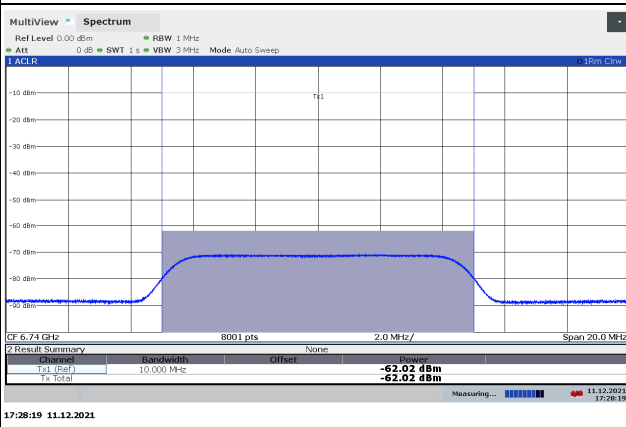 MultiView Spectrum
Ref Level 0.00 dBm RBW 1 MHz
Att 0 dB SWT 1 s VBW 3 MHz Mode Auto Sweep
1 ACLR 1Rm Clrw
Tx1
-10 dBm
-20 dBm
-30 dBm
-40 dBm
-50 dBm
-60 dBm
-70 dBm
-80 dBm
-90 dBm
CF 6.74 GHz 8001 pts 2.0 MHz/ Span 20.0 MHz
2 Result Summary None
Channel Bandwidth Offset Power
Tx1 (Ref) 10.000 MHz -62.02 dBm
Tx Total -62.02 dBm
Measuring... 11.12.2021
17:28:19
17:28:19 11.12.2021